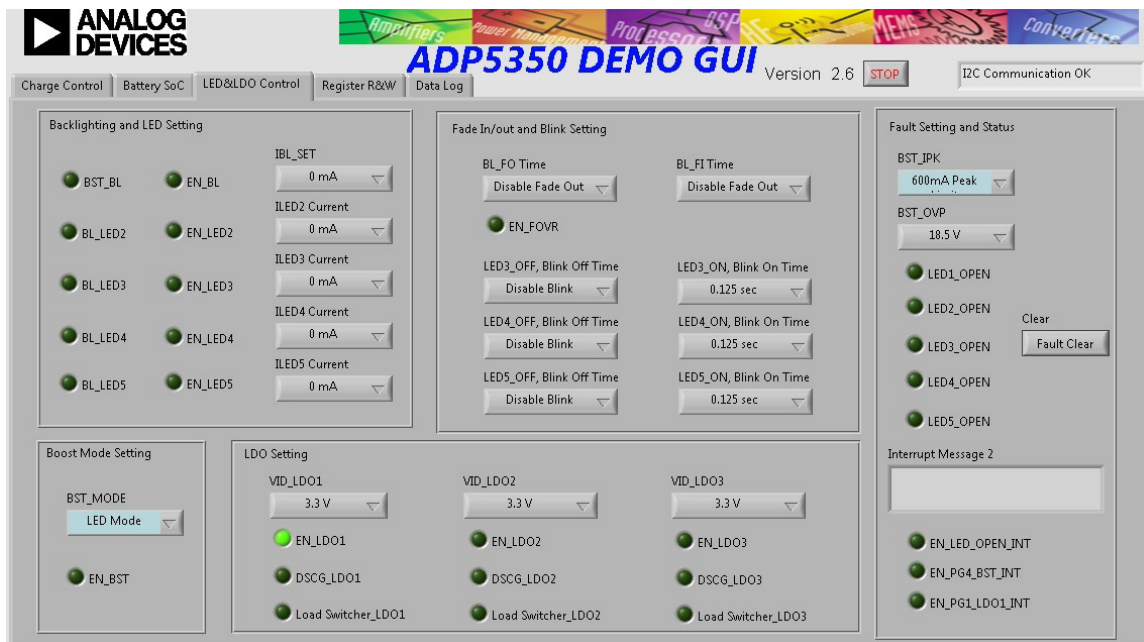 ANALOG
DEVICES
Amplifiers Power Management Processors DSP MEMS Converters
ADP5350 DEMO GUI Version 2.6 STOP I2C Communication OK
Charge Control Battery SoC LED&LDO Control Register R&W Data Log
Backlighting and LED Setting
IBL_SET
BST_BL EN_BL 0 mA
ILED2 Current
BL_LED2 EN_LED2 0 mA
ILED3 Current
BL_LED3 EN_LED3 0 mA
ILED4 Current
BL_LED4 EN_LED4 0 mA
ILED5 Current
BL_LED5 EN_LED5 0 mA
Fade In/out and Blink Setting
BL_FO Time BL_FI Time
Disable Fade Out Disable Fade Out
EN_FOVR
LED3_OFF, Blink Off Time LED3_ON, Blink On Time
Disable Blink 0.125 sec
LED4_OFF, Blink Off Time LED4_ON, Blink On Time
Disable Blink 0.125 sec
LED5_OFF, Blink Off Time LED5_ON, Blink On Time
Disable Blink 0.125 sec
Fault Setting and Status
BST_IPK
600mA Peak
BST_OVP
18.5 V
LED1_OPEN
LED2_OPEN
Clear
LED3_OPEN Fault Clear
LED4_OPEN
LED5_OPEN
Interrupt Message 2
EN_LED_OPEN_INT
EN_PG4_BST_INT
EN_PG1_LDO1_INT
Boost Mode Setting
BST_MODE
LED Mode
EN_BST
LDO Setting
VID_LDO1 VID_LDO2 VID_LDO3
3.3 V 3.3 V 3.3 V
EN_LDO1 EN_LDO2 EN_LDO3
DSCG_LDO1 DSCG_LDO2 DSCG_LDO3
Load Switcher_LDO1 Load Switcher_LDO2 Load Switcher_LDO3